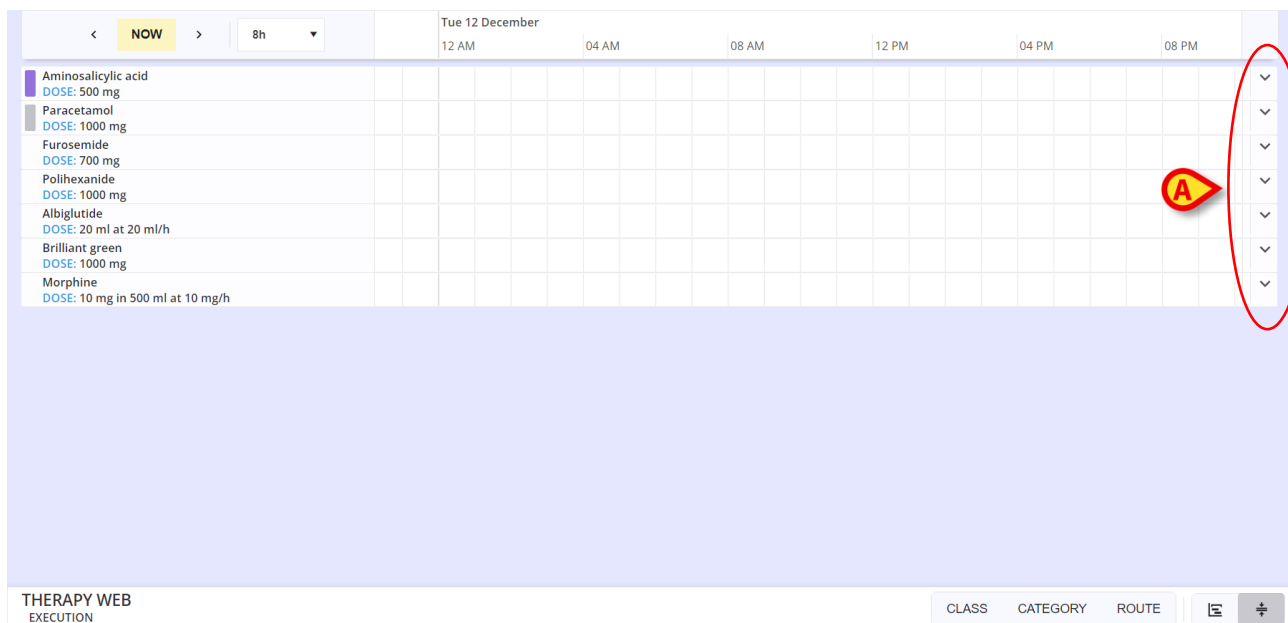 Tue 12 December
NOW 8h
12 AM 04 AM 08 AM 12 PM 04 PM 08 PM
Aminosalicylic acid
DOSE: 500 mg
Paracetamol
DOSE: 1000 mg
Furosemide
DOSE: 700 mg
Polihexanide
DOSE: 1000 mg
A
Albiglutide
DOSE: 20 ml at 20 ml/h
Brilliant green
DOSE: 1000 mg
Morphine
DOSE: 10 mg in 500 ml at 10 mg/h
THERAPY WEB
EXECUTION
CLASS CATEGORY ROUTE